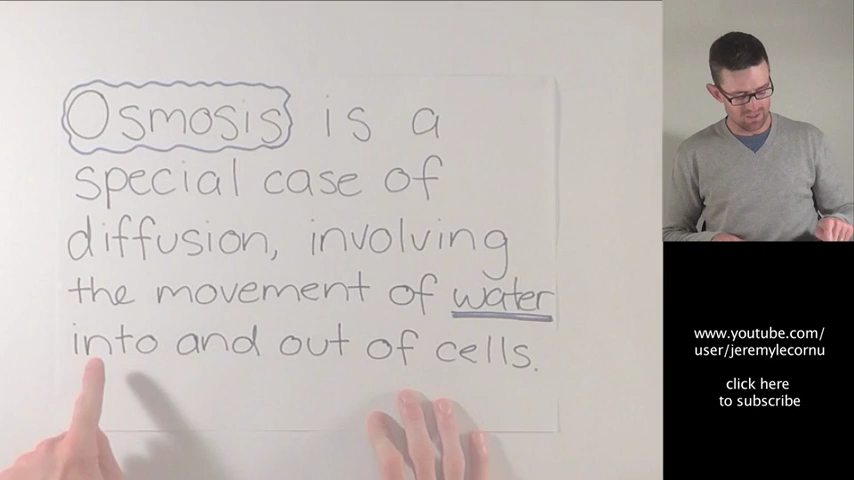 Osmosis is a
special case of
diffusion, involving
the movement of water
into and out of cells.
www.youtube.com/
user/jeremylecornu
click here
to subscribe